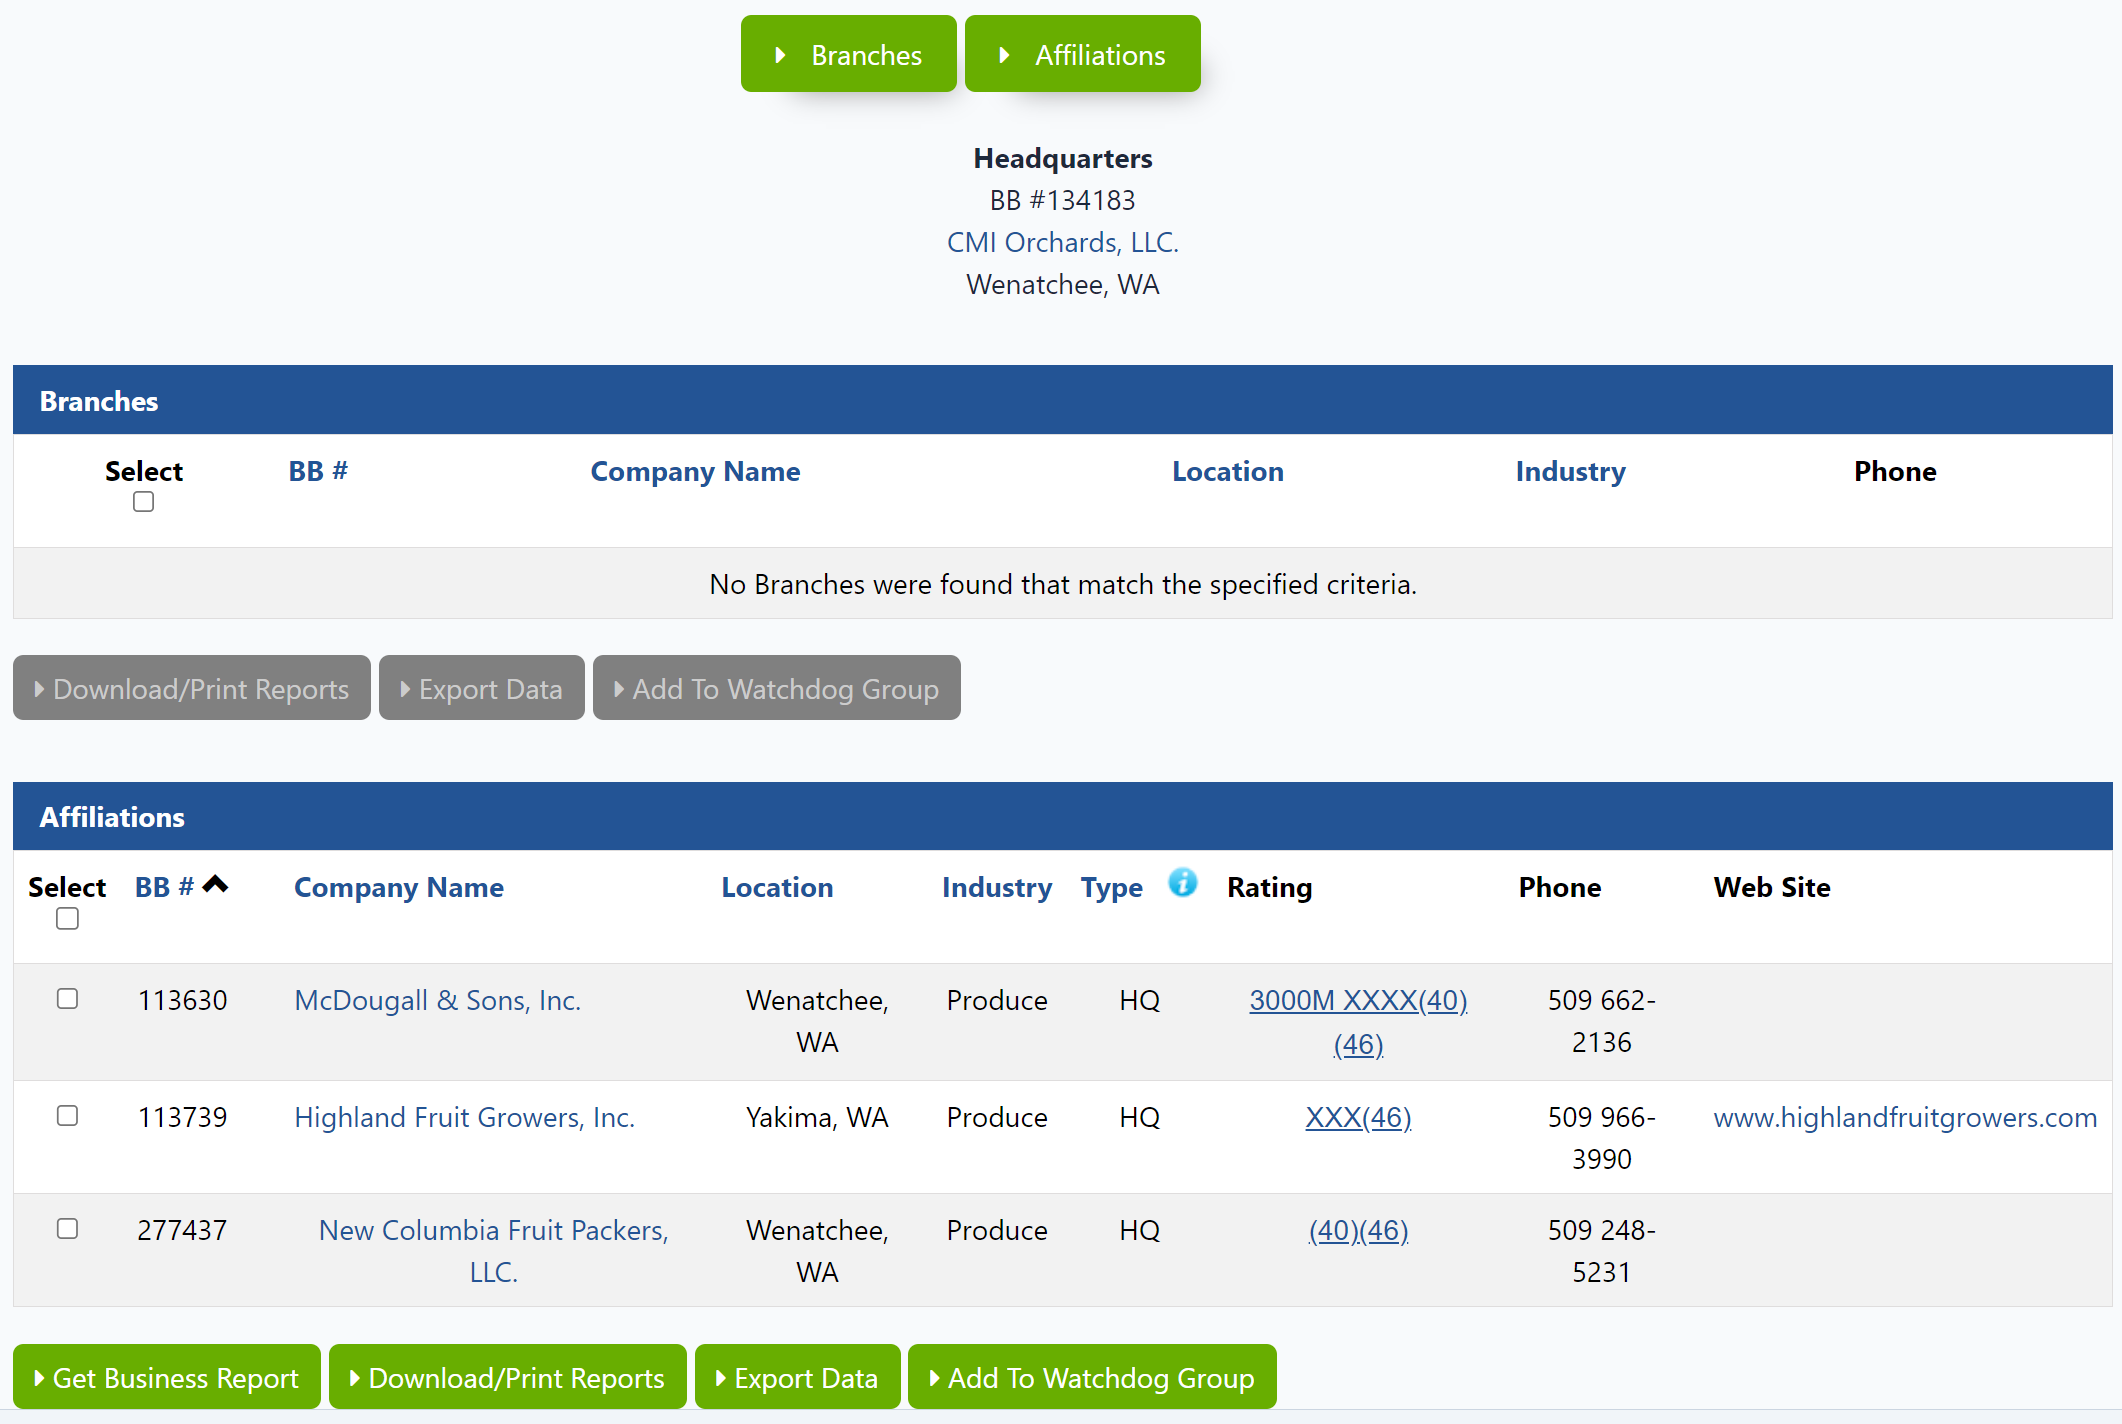 Branches Affiliations
Headquarters
BB #134183
CMI Orchards, LLC.
Wenatchee, WA
Branches
Select BB # Company Name Location Industry Phone
No Branches were found that match the specified criteria.
Download/Print Reports Export Data Add To Watchdog Group
Affiliations
Select BB # Company Name Location Industry Type i Rating Phone Web Site
113630 McDougall & Sons, Inc. Wenatchee, Produce HQ 3000M XXXX(40) 509 662-
WA (46) 2136
113739 Highland Fruit Growers, Inc. Yakima, WA Produce HQ XXX(46) 509 966- www.highlandfruitgrowers.com
3990
277437 New Columbia Fruit Packers, Wenatchee, Produce HQ (40)(46) 509 248-
LLC. WA 5231
Get Business Report Download/Print Reports Export Data Add To Watchdog Group